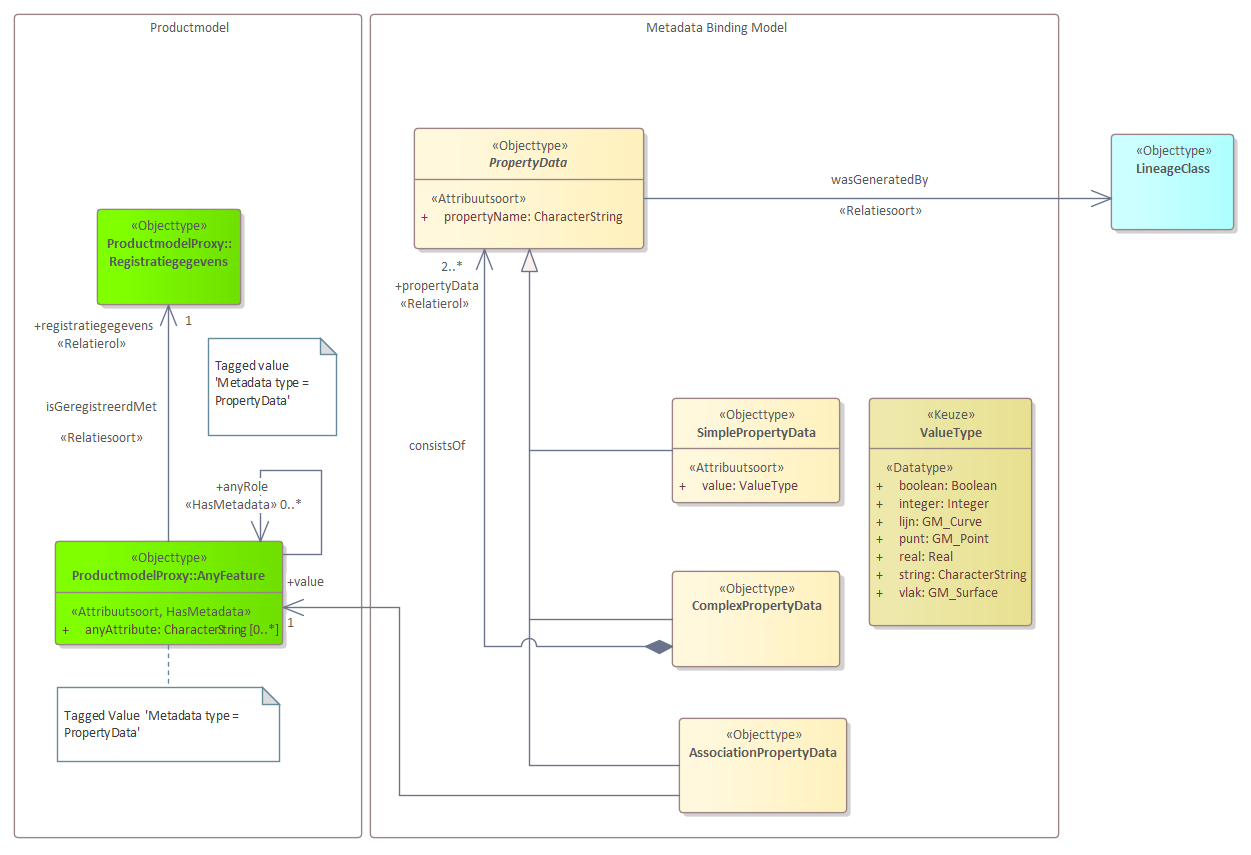 Productmodel
Metadata Binding Model
«Objecttype»
PropertyData
«Attribuutsoort»
+ propertyName: CharacterString
wasGeneratedBy
«Relatiesoort»
«Objecttype»
LineageClass
«Objecttype»
ProductmodelProxy::
Registratiegegevens
+registratiegegevens
1
«Relatierol»
2..*
+propertyData
«Relatierol»
Tagged value
'Metadata type =
PropertyData'
isGeregistreerdMet
«Relatiesoort»
consistsOf
«Objecttype»
SimplePropertyData
«Attribuutsoort»
+ value: ValueType
«Keuze»
ValueType
«Datatype»
+ boolean: Boolean
+ integer: Integer
+ lijn: GM_Curve
+ punt: GM_Point
+ real: Real
+ string: CharacterString
+ vlak: GM_Surface
+anyRole
«HasMetadata» 0..*
«Objecttype»
ProductmodelProxy::AnyFeature
«Attribuutsoort, HasMetadata»
+ anyAttribute: CharacterString [0..*]
+value
1
«Objecttype»
ComplexPropertyData
Tagged Value 'Metadata type =
PropertyData'
«Objecttype»
AssociationPropertyData